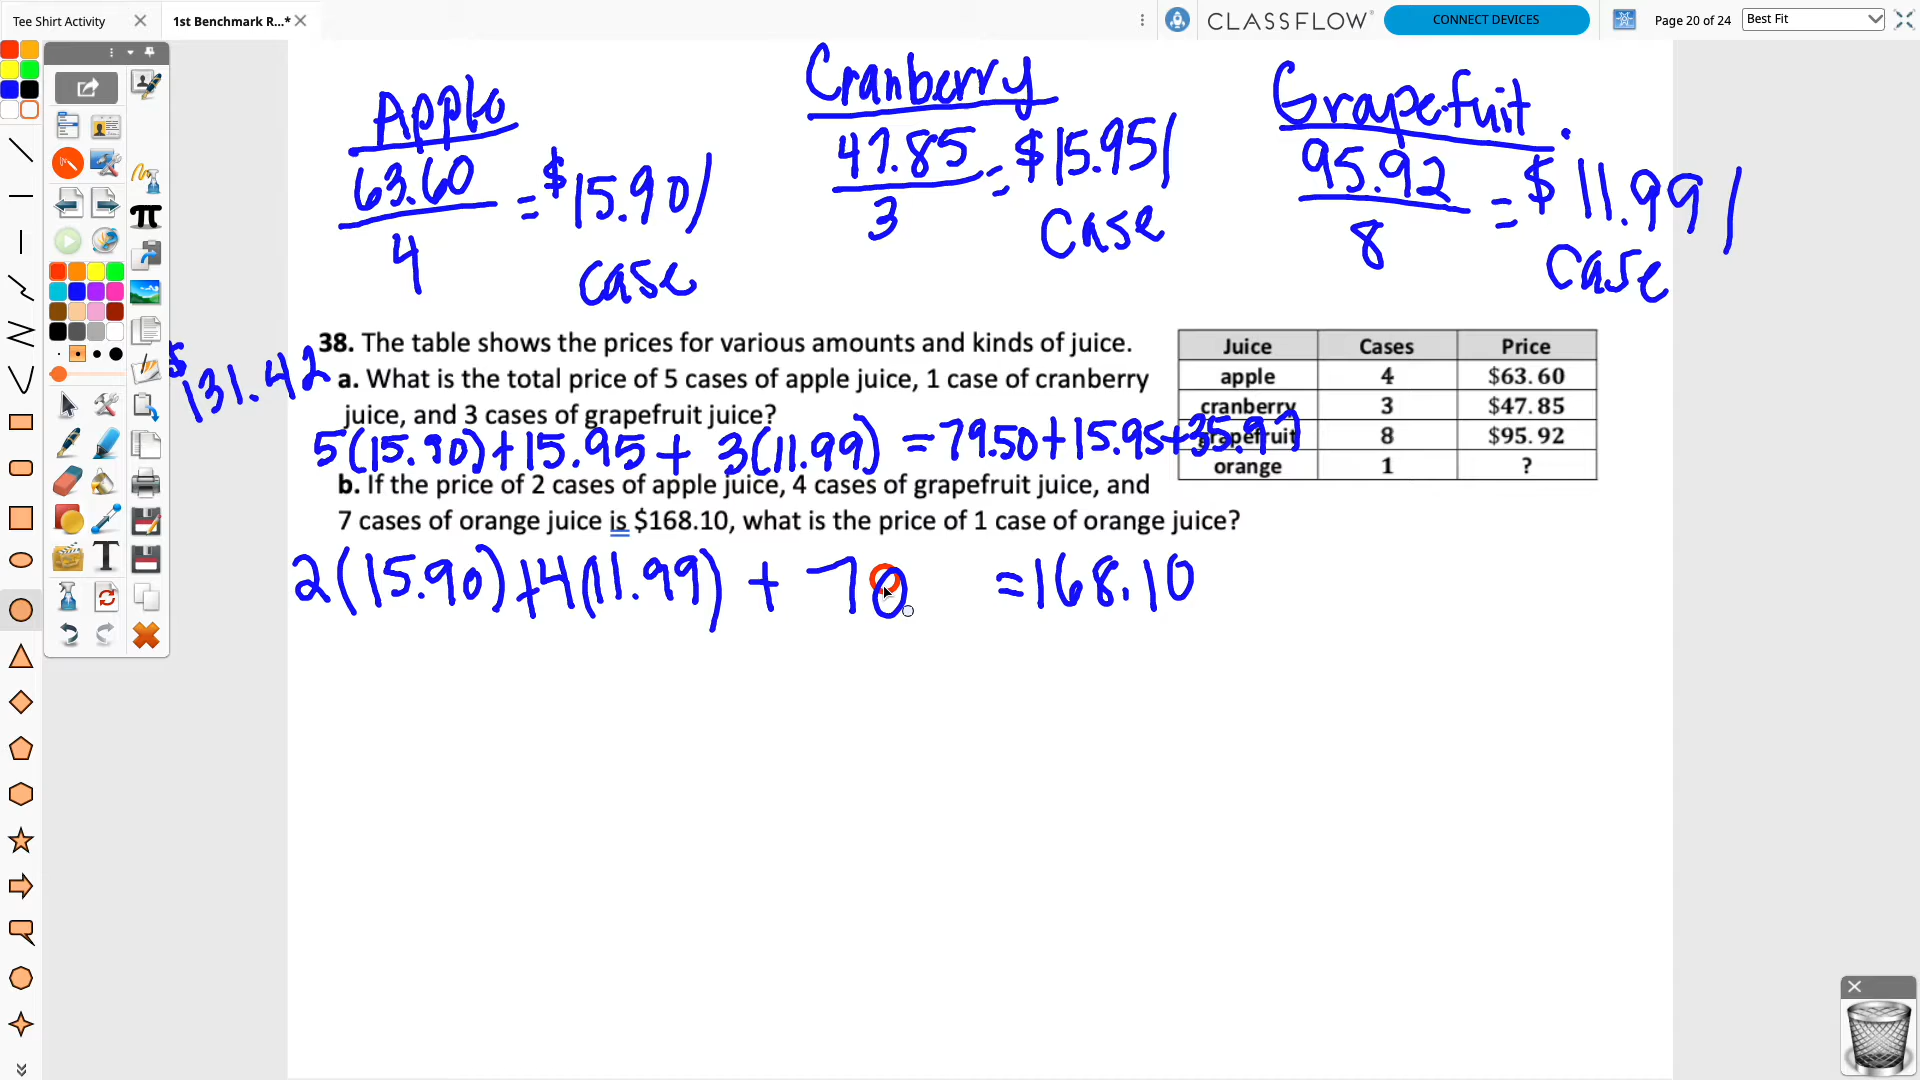 Tee Shirt Activity
1st Benchmark R...*
CLASSFLOW
CONNECT DEVICES
Page 20 of 24
Best Fit
Apple
63.60
4
= $15.90/
case
Cranberry
47.85
3
= $15.95/
Case
Grapefuit.
95.92
8
= $11.99/
Case
$131.42
38. The table shows the prices for various amounts and kinds of juice.
a. What is the total price of 5 cases of apple juice, 1 case of cranberry
juice, and 3 cases of grapefruit juice?
5(15.90)+15.95+ 3(11.99) =79.50+15.95+35.97
b. If the price of 2 cases of apple juice, 4 cases of grapefruit juice, and
7 cases of orange juice is $168.10, what is the price of 1 case of orange juice?
Juice Cases Price
apple 4 $63.60
cranberry 3 $47.85
grapefruit 8 $95.92
orange 1 ?
2(15.90)+4(11.99) + 70 =168.10
π
T